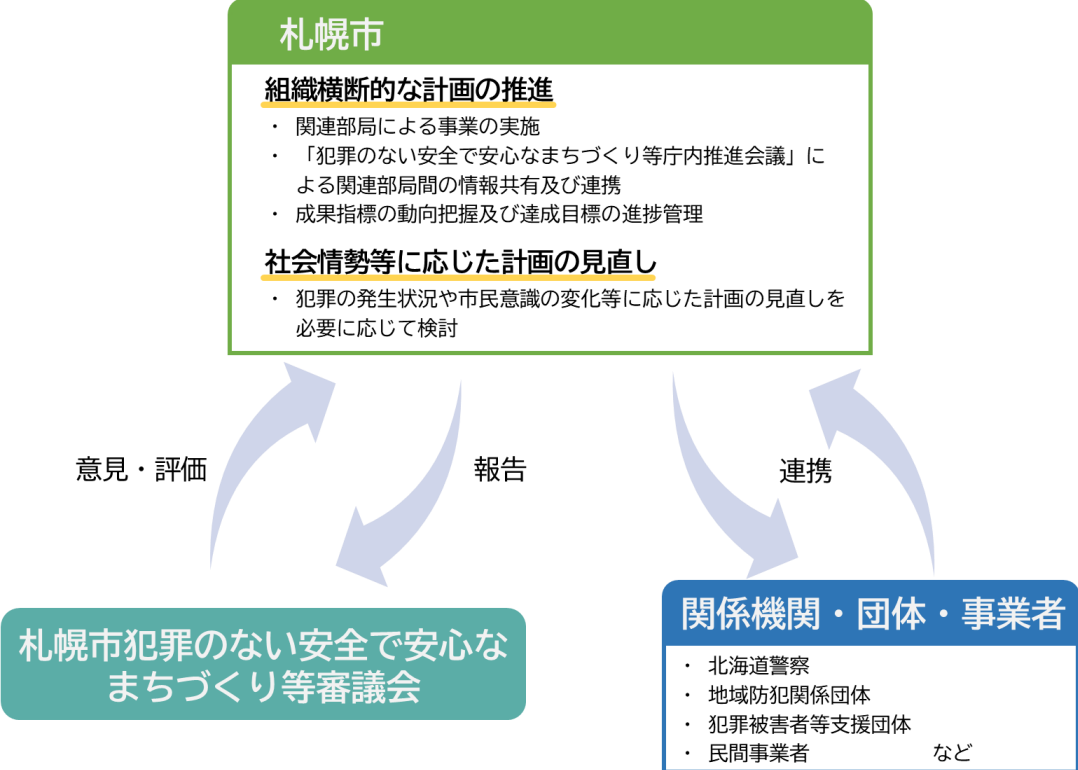 札幌市
組織横断的な計画の推進
・ 関連部局による事業の実施
・ 「犯罪のない安全で安心なまちづくり等庁内推進会議」に
よる関連部局間の情報共有及び連携
・ 成果指標の動向把握及び達成目標の進捗管理
社会情勢等に応じた計画の見直し
・ 犯罪の発生状況や市民意識の変化等に応じた計画の見直しを
必要に応じて検討
意見・評価
報告
連携
札幌市犯罪のない安全で安心な
まちづくり等審議会
関係機関・団体・事業者
・ 北海道警察
・ 地域防犯関係団体
・ 犯罪被害者等支援団体
・ 民間事業者 など